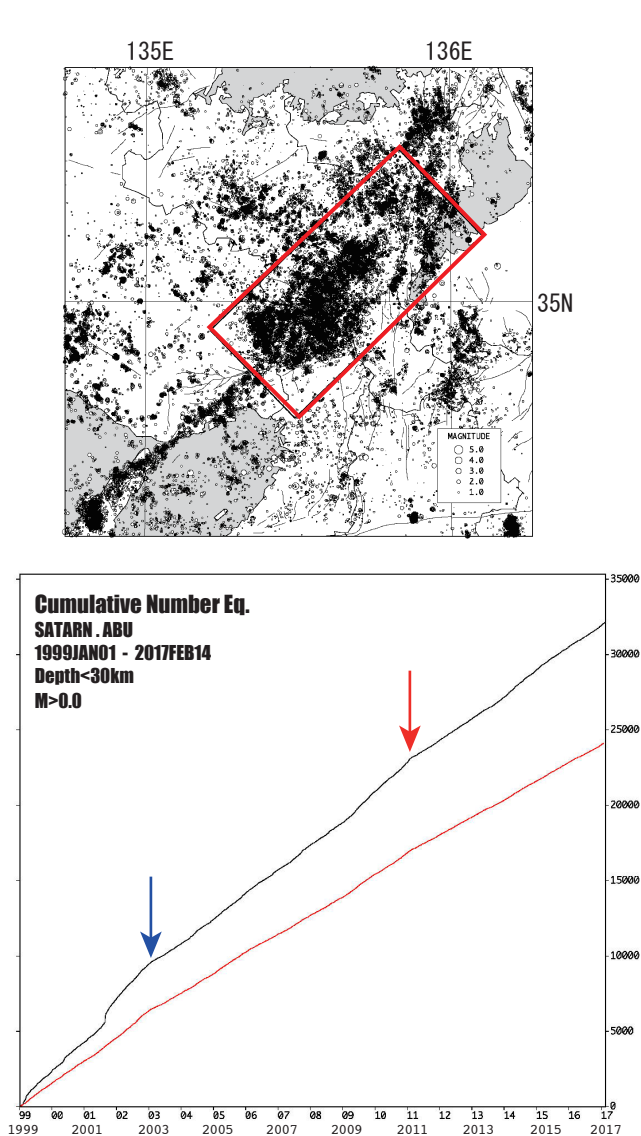 135E 136E
35N
MAGNITUDE
5.0
4.0
3.0
2.0
1.0
Cumulative Number Eq.
SATARN . ABU
1999JAN01 - 2017FEB14
Depth<30km
M>0.0
35000
30000
25000
20000
15000
10000
5000
0
99 00 01 02 03 04 05 06 07 08 09 10 11 12 13 14 15 16 17
1999 2001 2003 2005 2007 2009 2011 2013 2015 2017